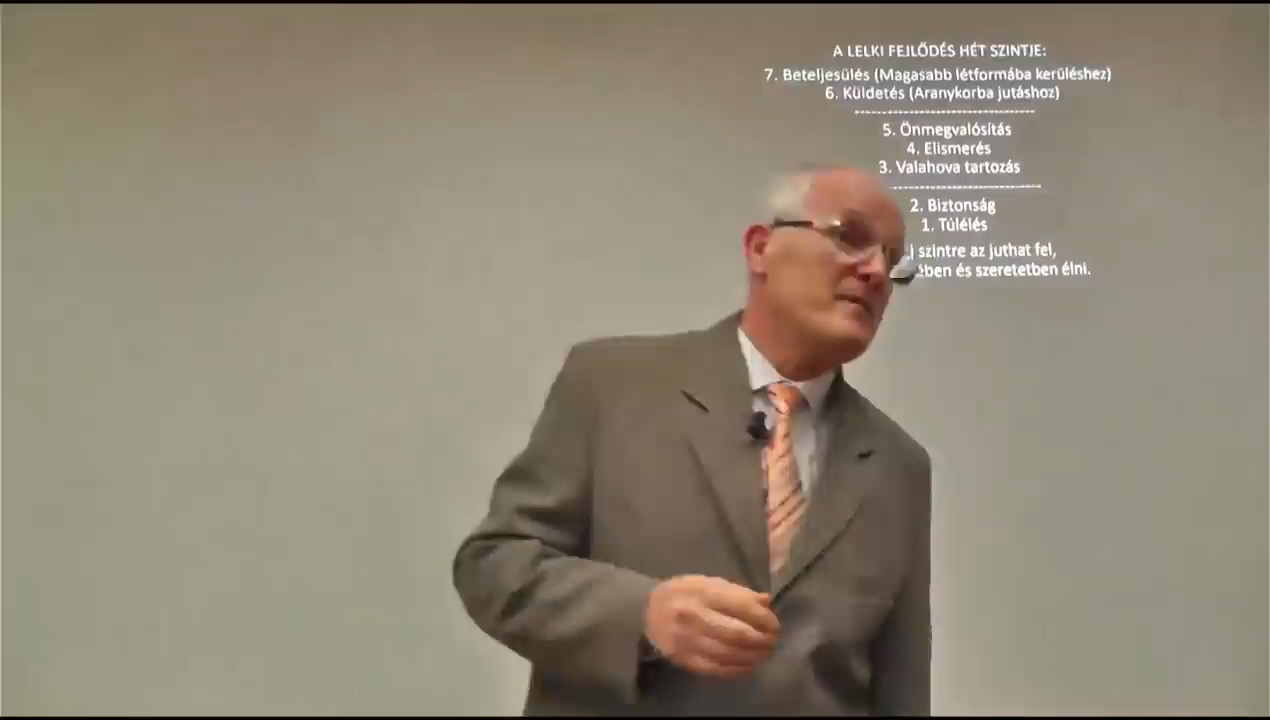 A LELKI FEJLŐDÉS HÉT SZINTJE:
7. Beteljesülés (Magasabb létformába kerüléshez)
6. Küldetés (Aranykorba jutáshoz)
5. Önmegvalósítás
4. Elismerés
3. Valahova tartozás
2. Biztonság
1. Túlélés
szintre az juthat fel,
és szeretetben élni.